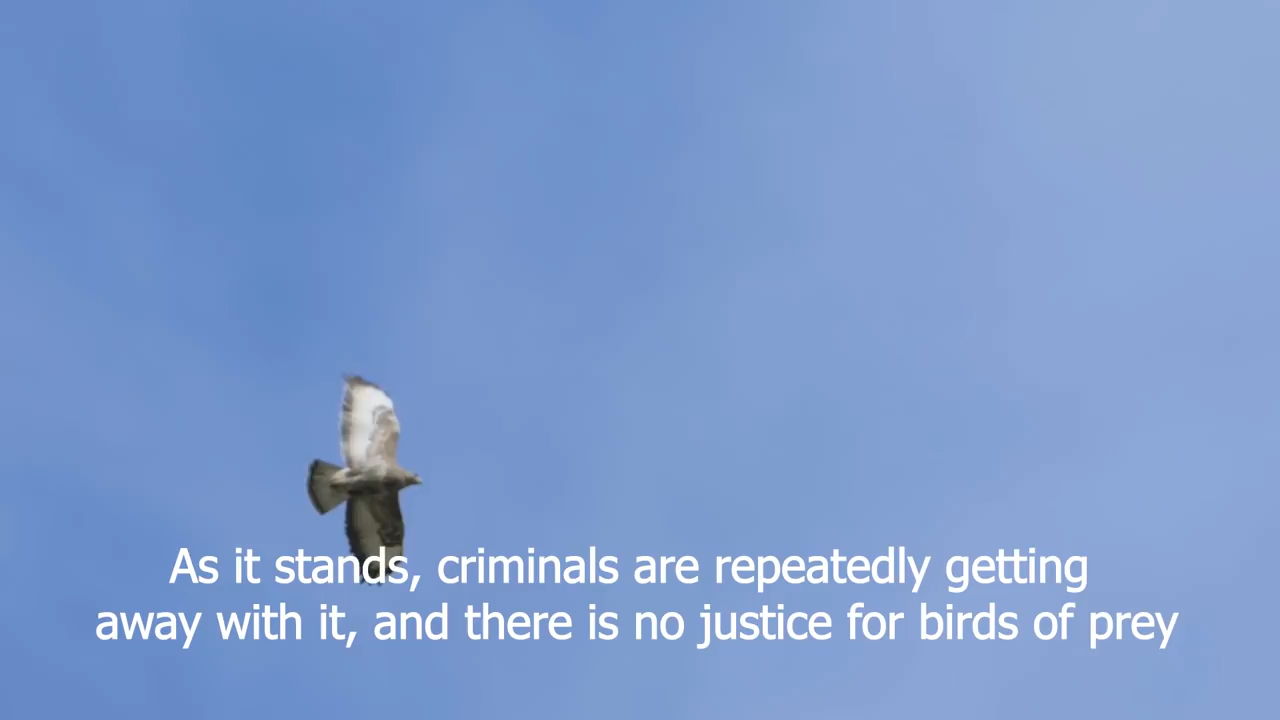 As it stands, criminals are repeatedly getting
away with it, and there is no justice for birds of prey